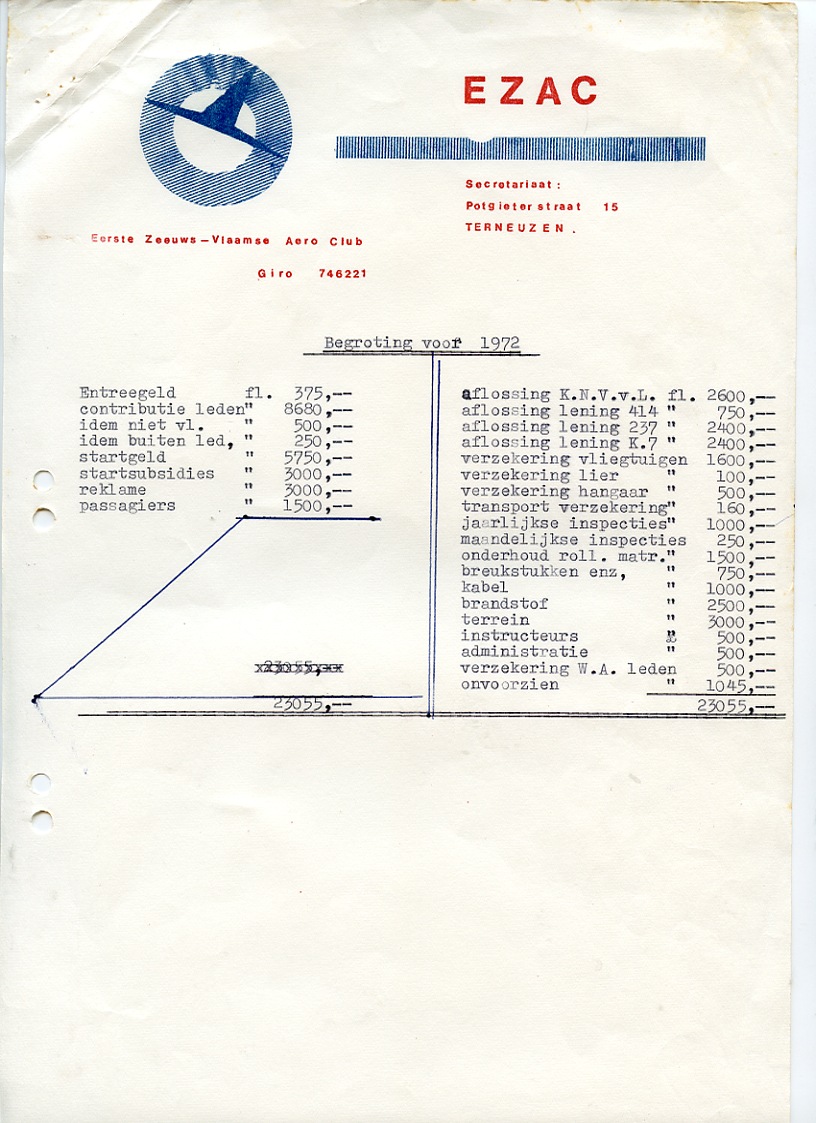 EZAC
Secretariaat:
Potgieterstraat 15
TERNEUZEN.
Eerste Zeeuws-Vlaamse Aero Club
Giro 746221
Begroting voor 1972
Entreegeld fl. 375,--
contributie leden" 8680,--
idem niet vl. " 500,--
idem buiten led, " 250,--
startgeld " 5750,--
startsubsidies " 3000,--
reklame " 3000,--
passagiers " 1500,--
23055,--
23055,--
aflossing K.N.V.v.L. fl. 2600,--
aflossing lening 414 " 750,--
aflossing lening 237 " 2400,--
aflossing lening K.7 " 2400,--
verzekering vliegtuigen 1600,--
verzekering lier " 100,--
verzekering hangaar " 500,--
transport verzekering" 160,--
jaarlijkse inspecties" 1000,--
maandelijkse inspecties 250,--
onderhoud roll. matr." 1500,--
breukstukken enz, " 750,--
kabel " 1000,--
brandstof " 2500,--
terrein " 3000,--
instructeurs " 500,--
administratie " 500,--
verzekering W.A. leden 500,--
onvoorzien " 1045,--
23055,--